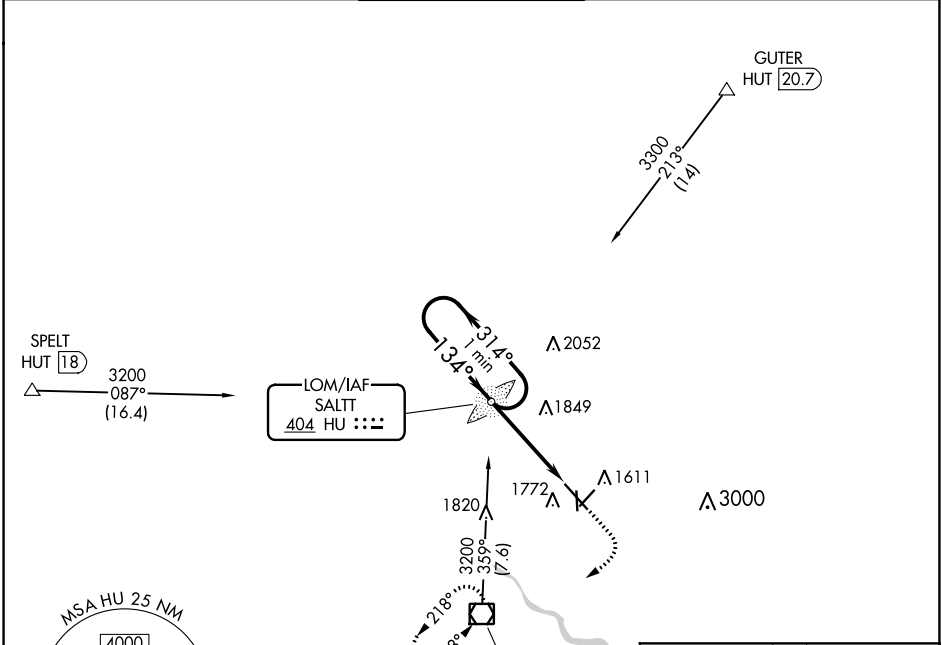 GUTER
HUT 20.7
3300
213°
(14)
SPELT
HUT 18
3200
087°
(16.4)
LOM/IAF
SALTT
404 HU
314°
1 min
134°
2052
1849
1772
1611
3000
1820
3200
359°
(7.6)
218°
MSA HU 25 NM
4000